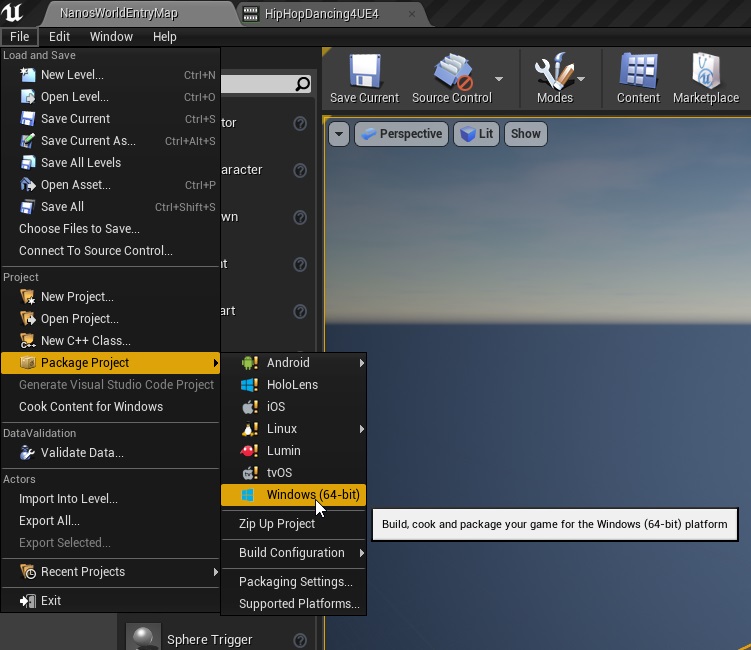 NanosWorldEntryMap
HipHopDancing4UE4
File Edit Window Help
Load and Save
New Level... Ctrl+N
Open Level... Ctrl+O
Save Current Ctrl+S
Save Current As... Ctrl+Alt+S
Save All Levels
Open Asset... Ctrl+P
Save All Ctrl+Shift+S
Choose Files to Save...
Connect To Source Control...
Project
New Project...
Open Project...
New C++ Class...
Package Project
Generate Visual Studio Code Project
Cook Content for Windows
DataValidation
Validate Data...
Actors
Import Into Level...
Export All...
Export Selected...
Recent Projects
Exit
tor
aracter
wn
nt
art
Android
HoloLens
iOS
Linux
Lumin
tvOS
Windows (64-bit)
Zip Up Project
Build Configuration
Packaging Settings...
Supported Platforms...
Build, cook and package your game for the Windows (64-bit) platform
Save Current
Source Control
Modes
Content
Marketplace
Perspective
Lit
Show
Sphere Trigger